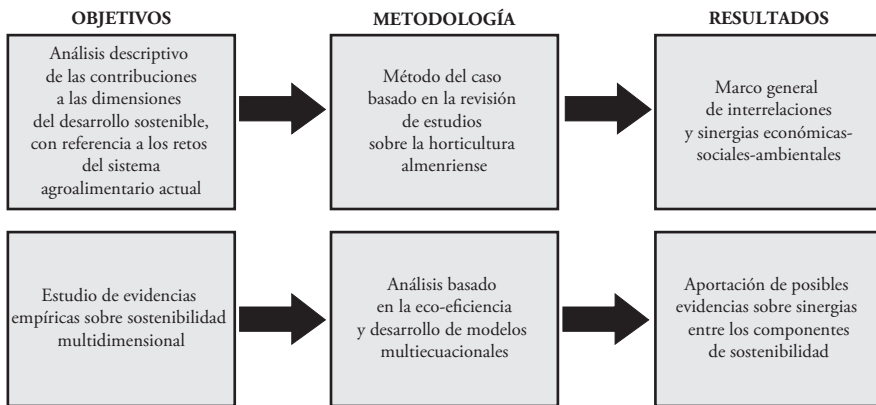 OBJETIVOS
METODOLOGÍA
RESULTADOS
Análisis descriptivo
de las contribuciones
a las dimensiones
del desarrollo sostenible,
con referencia a los retos
del sistema
agroalimentario actual
Método del caso
basado en la revisión
de estudios
sobre la horticultura
almenriense
Marco general
de interrelaciones
y sinergias económicas-
sociales-ambientales
Estudio de evidencias
empíricas sobre sostenibilidad
multidimensional
Análisis basado
en la eco-eficiencia
y desarrollo de modelos
multiecuacionales
Aportación de posibles
evidencias sobre sinergias
entre los componentes
de sostenibilidad